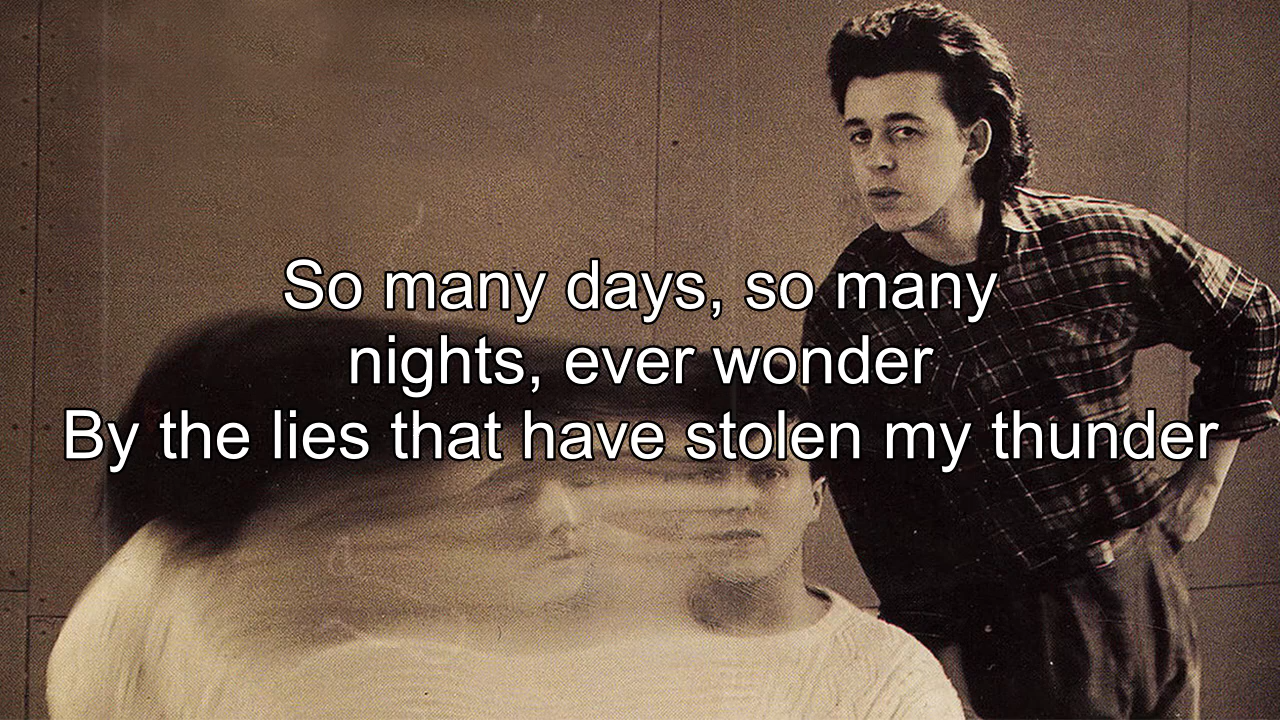 So many days, so many
nights, ever wonder
By the lies that have stolen my thunder